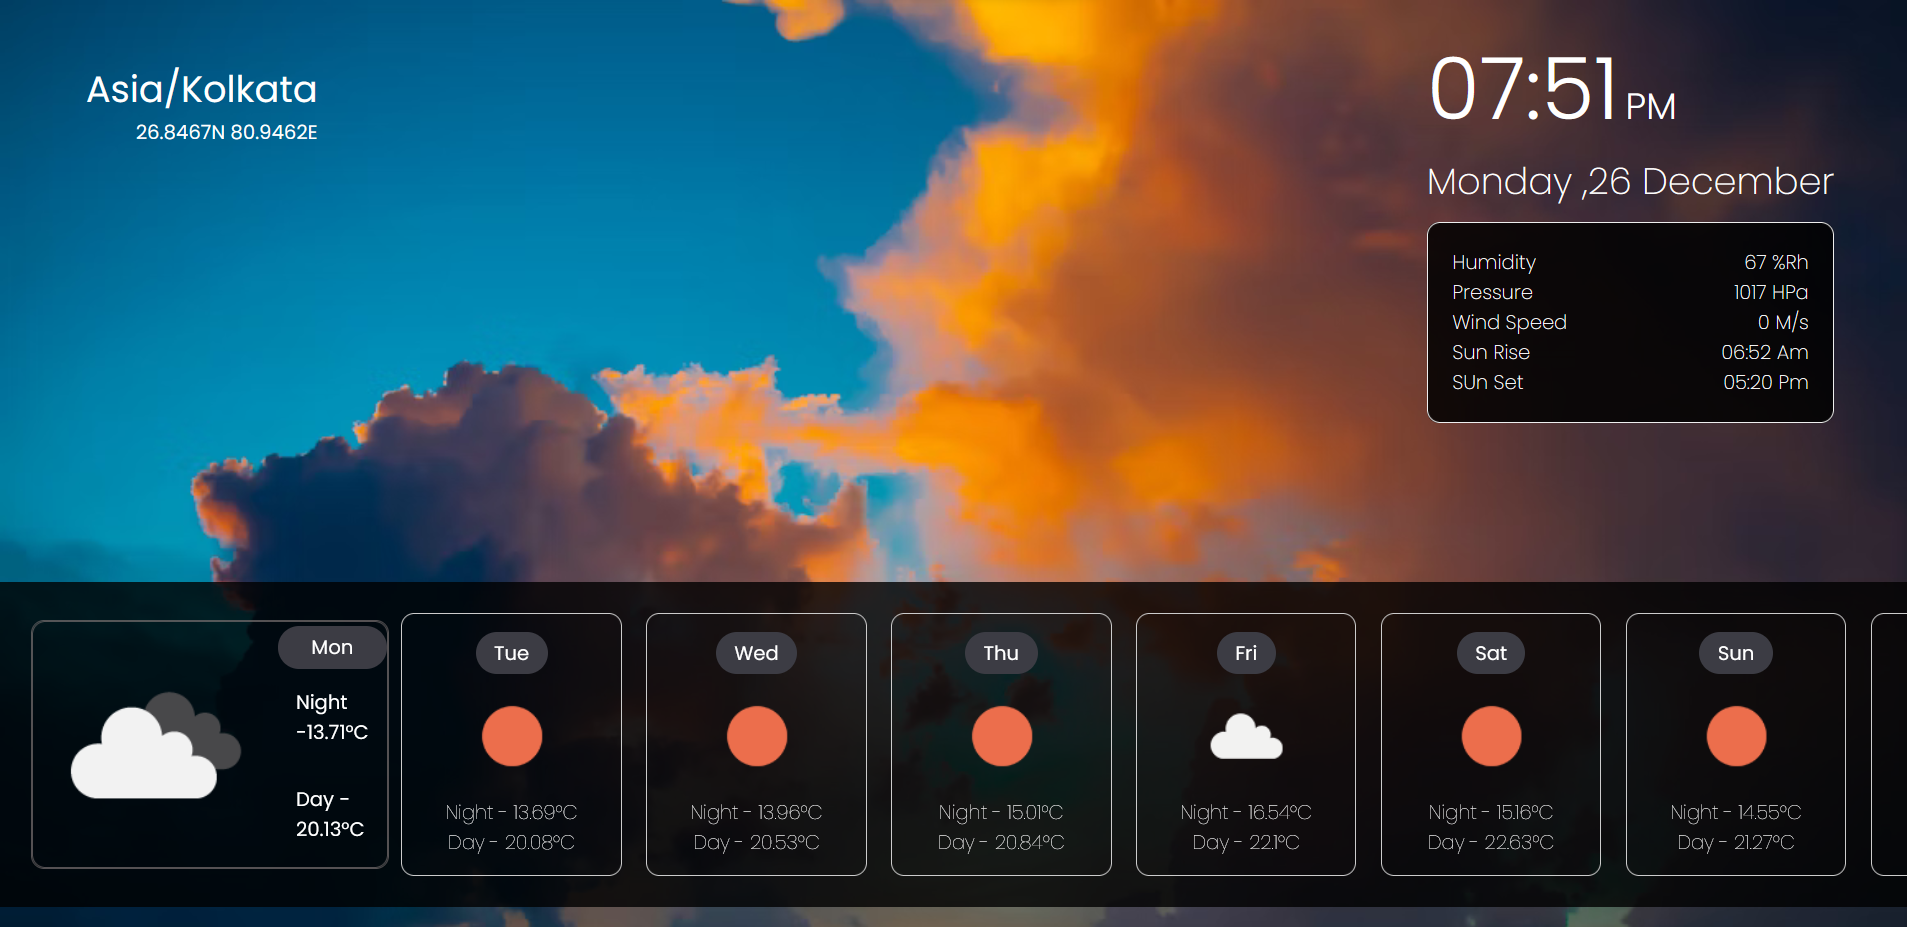 Asia/Kolkata
26.8467N 80.9462E
07:51 PM
Monday ,26 December
Humidity 67 %Rh
Pressure 1017 HPa
Wind Speed 0 M/s
Sun Rise 06:52 Am
SUn Set 05:20 Pm
Mon
Night
-13.71°C
Day -
20.13°C
Tue
Night - 13.69°C
Day - 20.08°C
Wed
Night - 13.96°C
Day - 20.53°C
Thu
Night - 15.01°C
Day - 20.84°C
Fri
Night - 16.54°C
Day - 22.1°C
Sat
Night - 15.16°C
Day - 22.63°C
Sun
Night - 14.55°C
Day - 21.27°C